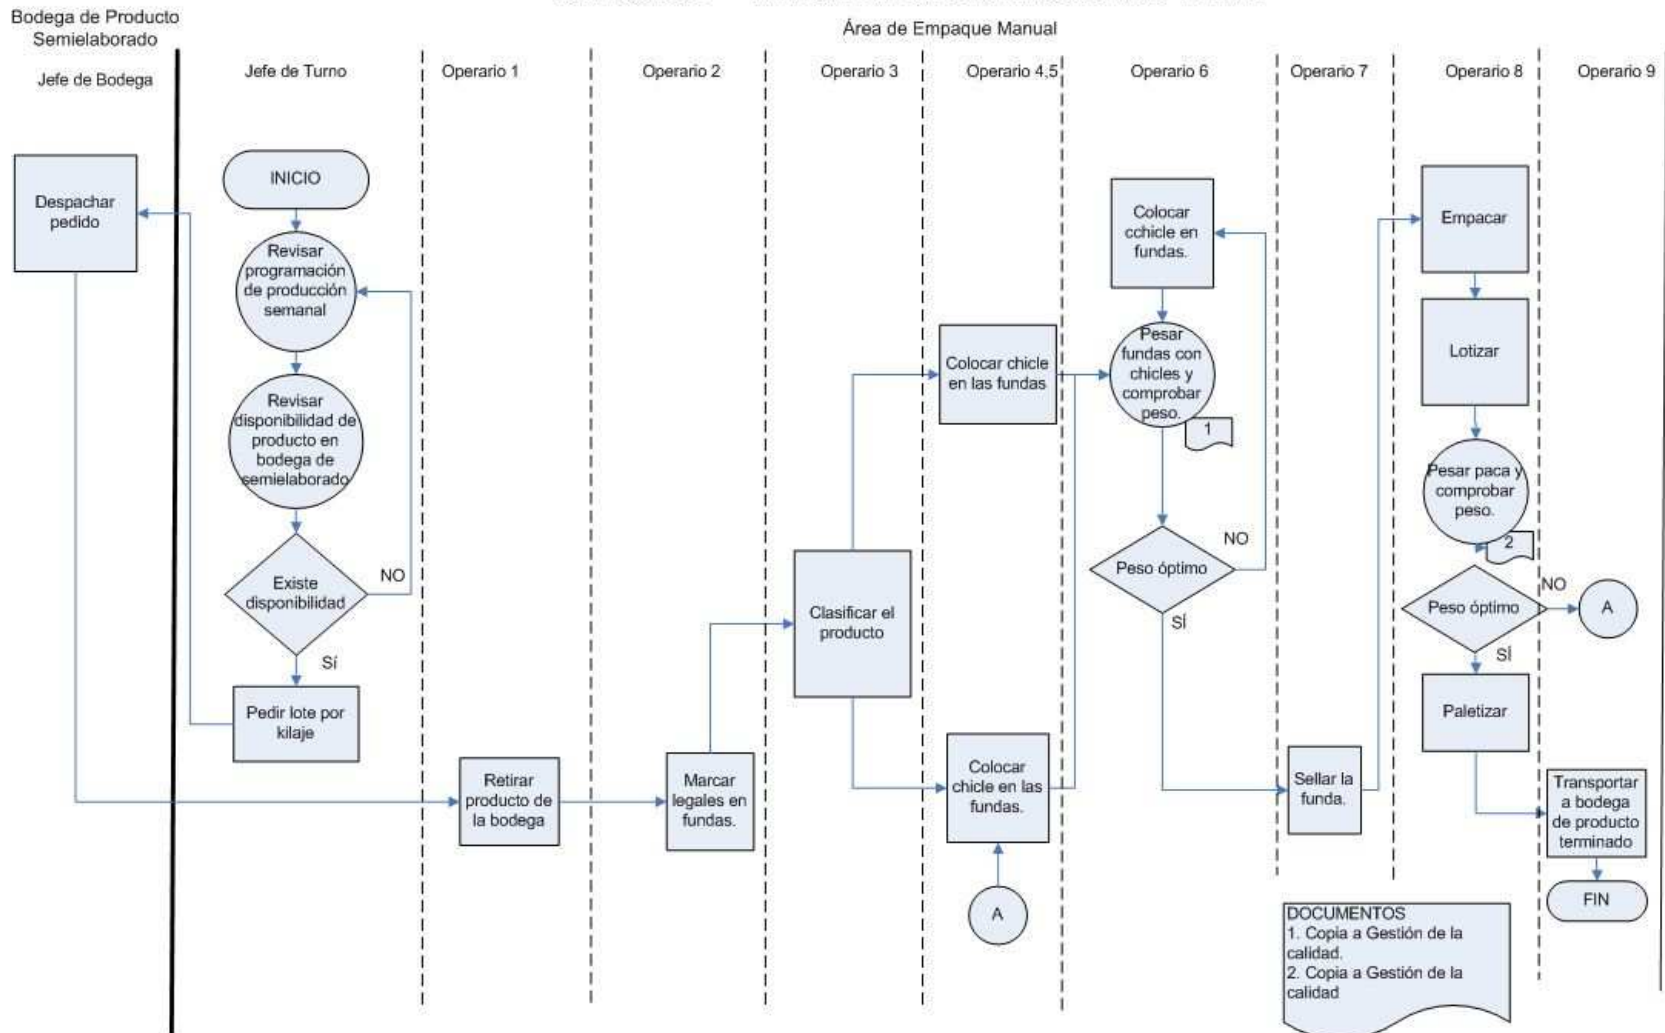 Bodega de Producto
Semielaborado
Área de Empaque Manual
Jefe de Bodega
Jefe de Turno
Operario 1
Operario 2
Operario 3
Operario 4,5
Operario 6
Operario 7
Operario 8
Operario 9
Despachar
pedido
INICIO
Revisar
programación
de producción
semanal
Revisar
disponibilidad de
producto en
bodega de
semielaborado
Existe
disponibilidad
NO
Sí
Pedir lote por
kilaje
Retirar
producto de
la bodega
Marcar
legales en
fundas.
Clasificar el
producto
Colocar chicle
en las fundas
Colocar
chicle en las
fundas.
A
Colocar
cchicle en
fundas.
Pesar
fundas con
chicles y
comprobar
peso.
1
Peso óptimo
NO
SÍ
Sellar la
funda.
Empacar
Lotizar
Pesar paca y
comprobar
peso.
2
Peso óptimo
NO
A
SÍ
Paletizar
Transportar
a bodega
de producto
terminado
FIN
DOCUMENTOS
1. Copia a Gestión de la
calidad.
2. Copia a Gestión de la
calidad